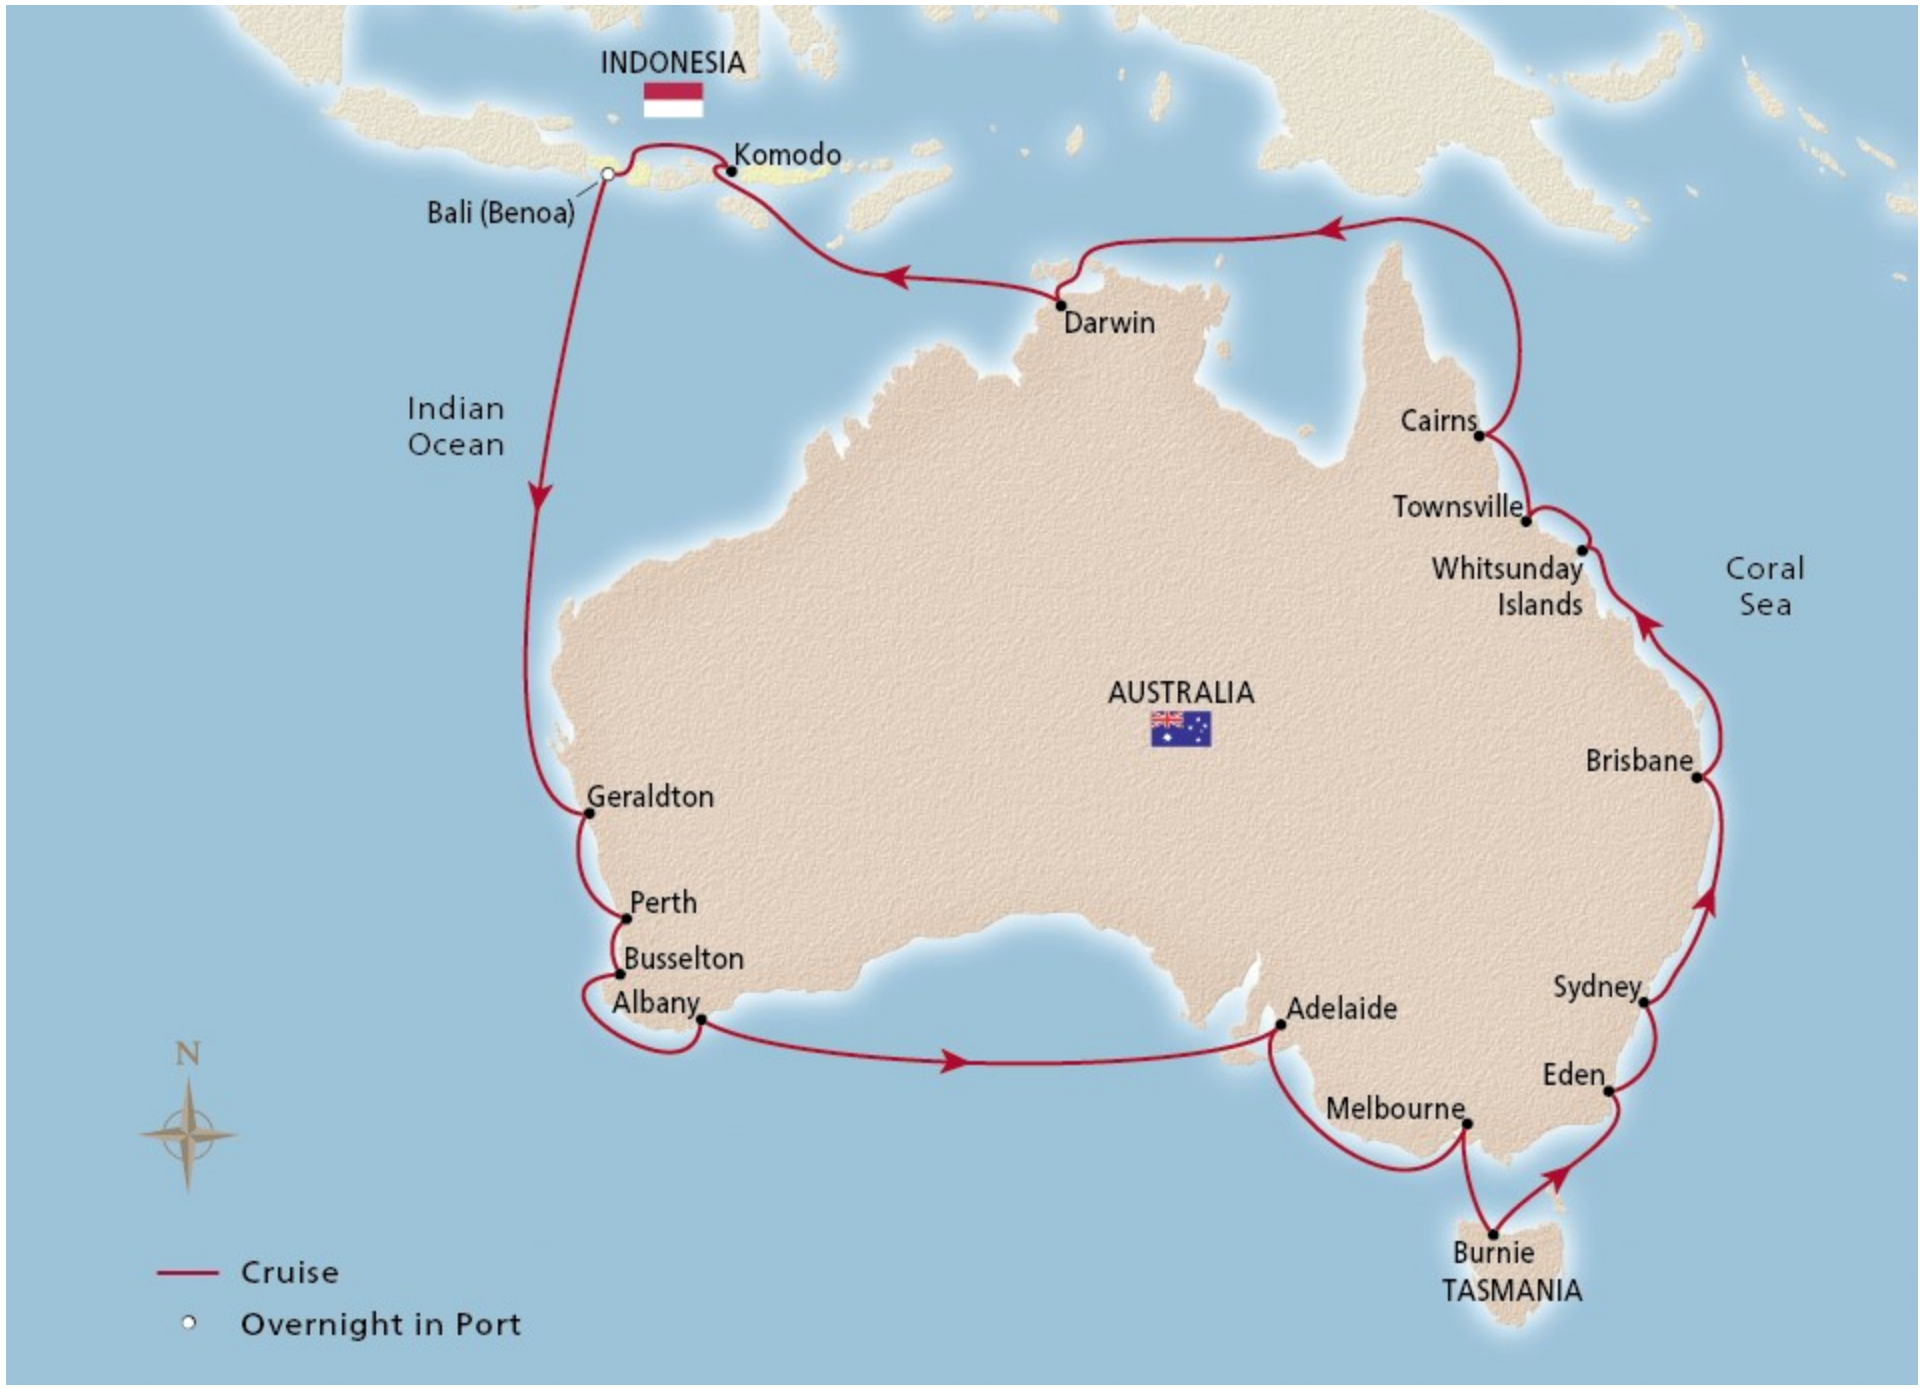 INDONESIA
Komodo
Bali (Benoa)
Darwin
Indian
Ocean
Cairns
Townsville
Whitsunday
Islands
Coral
Sea
AUSTRALIA
Brisbane
Geraldton
Perth
Busselton
Albany
Sydney
Adelaide
Eden
Melbourne
N
Burnie
TASMANIA
Cruise
Overnight in Port